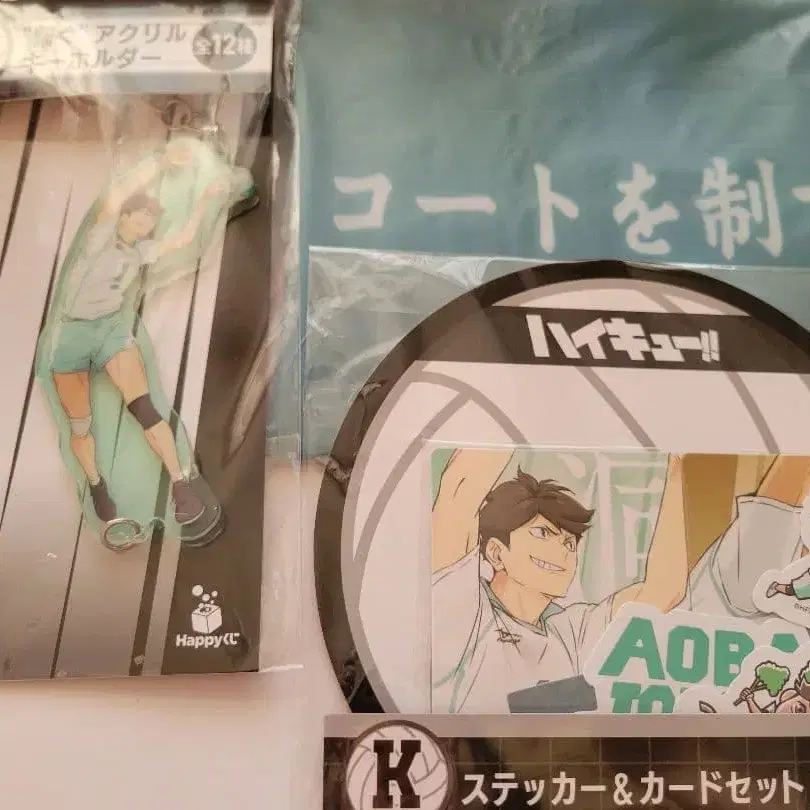 アクリル
キーホルダー
全12種
コートを制
ハイキュー!!
AOBA
Happyくじ
K
ステッカー&カードセット